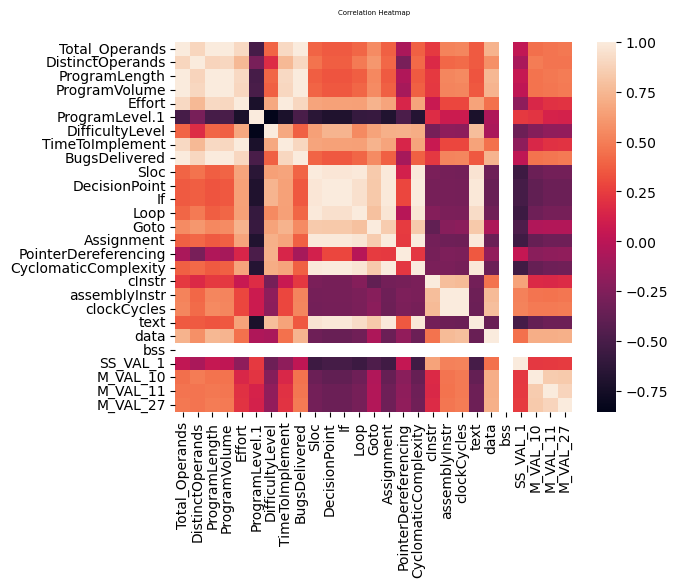 Correlation Heatmap
Total_Operands
DistinctOperands
ProgramLength
ProgramVolume
Effort
ProgramLevel.1
DifficultyLevel
TimeToImplement
BugsDelivered
Sloc
DecisionPoint
If
Loop
Goto
Assignment
PointerDereferencing
CyclomaticComplexity
cInstr
assemblyInstr
clockCycles
text
data
bss
SS_VAL_1
M_VAL_10
M_VAL_11
M_VAL_27
Total_Operands
DistinctOperands
ProgramLength
ProgramVolume
Effort
ProgramLevel.1
DifficultyLevel
TimeToImplement
BugsDelivered
Sloc
DecisionPoint
If
Loop
Goto
Assignment
PointerDereferencing
CyclomaticComplexity
cInstr
assemblyInstr
clockCycles
text
data
bss
SS_VAL_1
M_VAL_10
M_VAL_11
M_VAL_27
1.00
0.75
0.50
0.25
0.00
−0.25
−0.50
−0.75